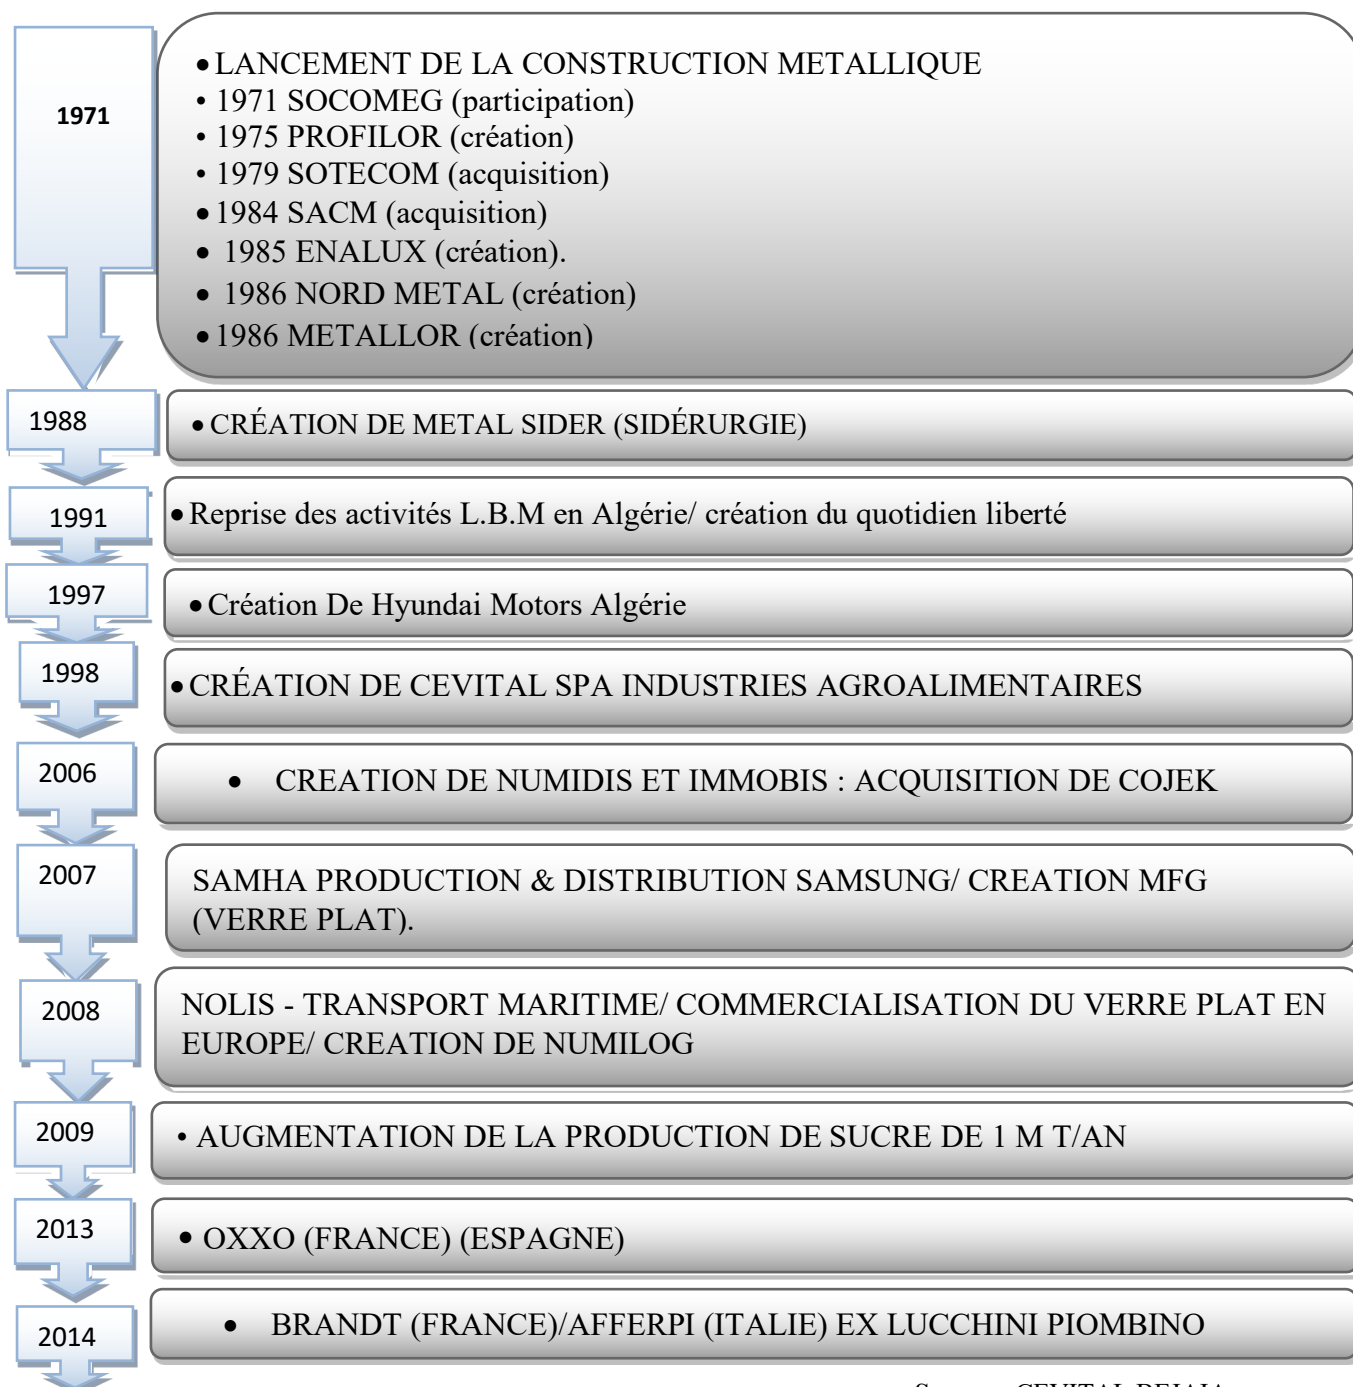 1971
• LANCEMENT DE LA CONSTRUCTION METALLIQUE
• 1971 SOCOMEG (participation)
• 1975 PROFILOR (création)
• 1979 SOTECOM (acquisition)
• 1984 SACM (acquisition)
• 1985 ENALUX (création).
• 1986 NORD METAL (création)
• 1986 METALLOR (création)
1988
• CRÉATION DE METAL SIDER (SIDÉRURGIE)
1991
• Reprise des activités L.B.M en Algérie/ création du quotidien liberté
1997
• Création De Hyundai Motors Algérie
1998
• CRÉATION DE CEVITAL SPA INDUSTRIES AGROALIMENTAIRES
2006
• CREATION DE NUMIDIS ET IMMOBIS : ACQUISITION DE COJEK
2007
SAMHA PRODUCTION & DISTRIBUTION SAMSUNG/ CREATION MFG
(VERRE PLAT).
2008
NOLIS - TRANSPORT MARITIME/ COMMERCIALISATION DU VERRE PLAT EN
EUROPE/ CREATION DE NUMILOG
2009
• AUGMENTATION DE LA PRODUCTION DE SUCRE DE 1 M T/AN
2013
• OXXO (FRANCE) (ESPAGNE)
2014
• BRANDT (FRANCE)/AFFERPI (ITALIE) EX LUCCHINI PIOMBINO
CEVITAL BEJAIA